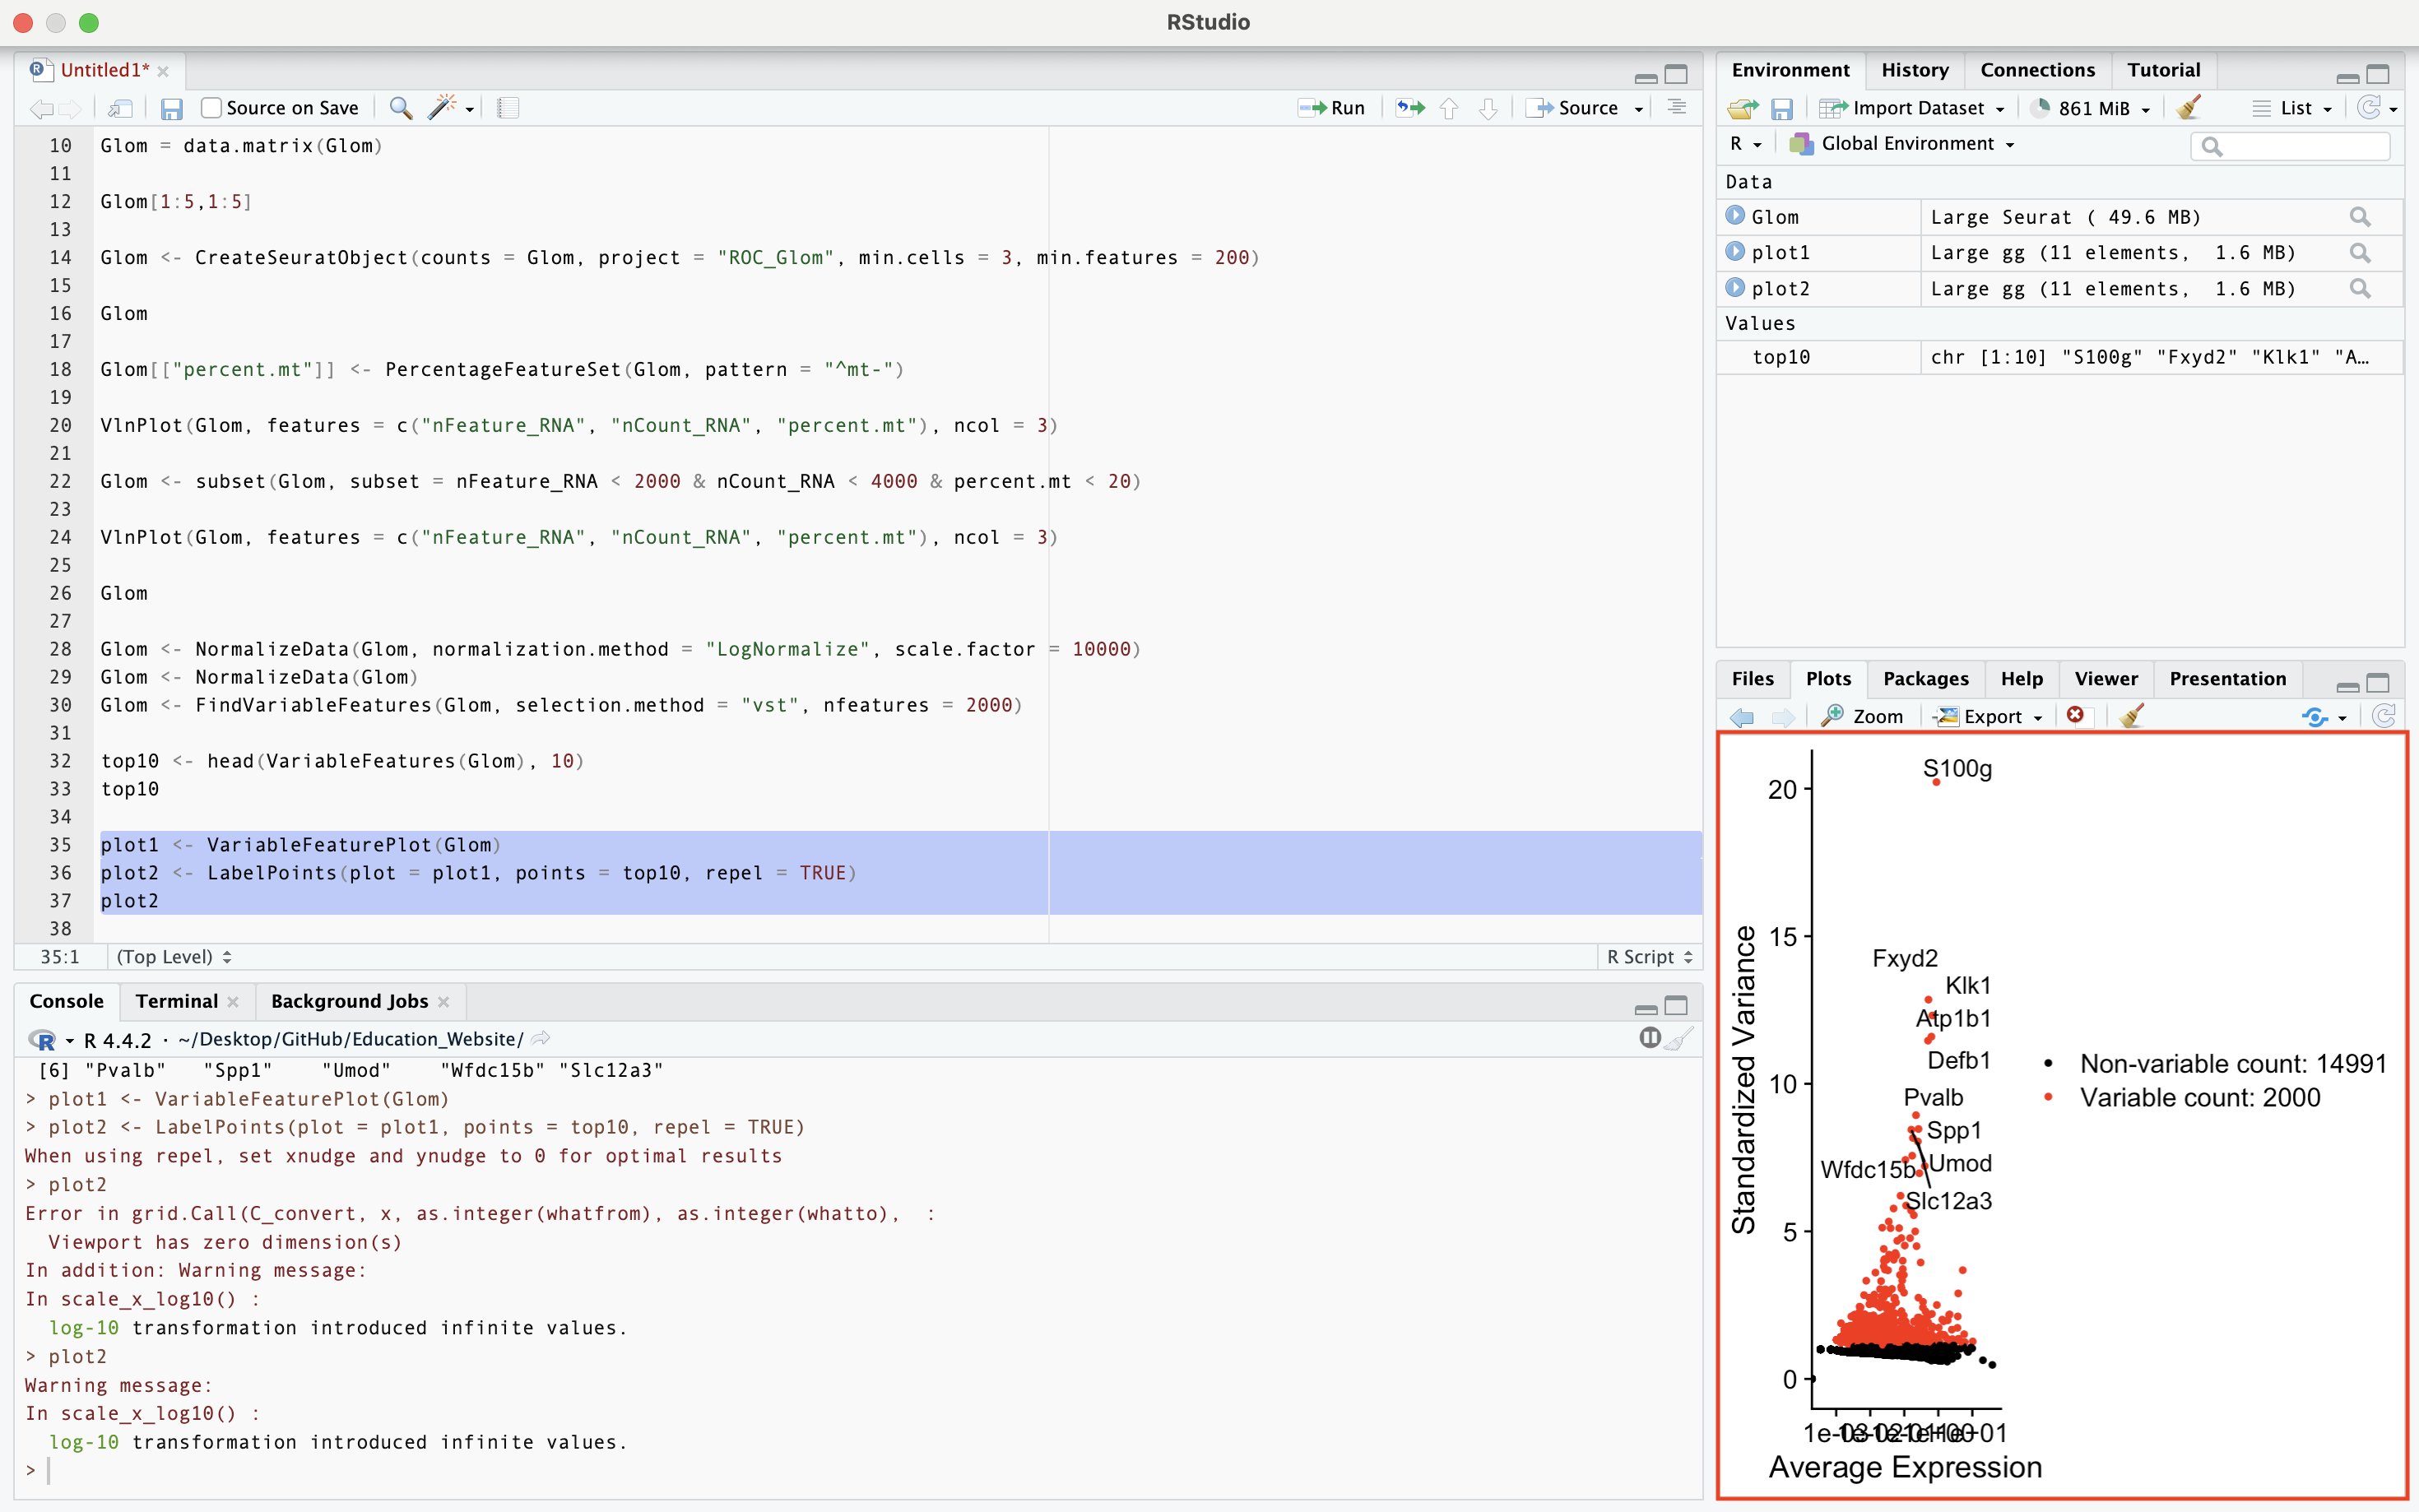 RStudio
Untitled1*
Source on Save
Run
Source
10 Glom = data.matrix(Glom)
11
12 Glom[1:5,1:5]
13
14 Glom <- CreateSeuratObject(counts = Glom, project = "ROC_Glom", min.cells = 3, min.features = 200)
15
16 Glom
17
18 Glom[["percent.mt"]] <- PercentageFeatureSet(Glom, pattern = "^mt-")
19
20 VlnPlot(Glom, features = c("nFeature_RNA", "nCount_RNA", "percent.mt"), ncol = 3)
21
22 Glom <- subset(Glom, subset = nFeature_RNA < 2000 & nCount_RNA < 4000 & percent.mt < 20)
23
24 VlnPlot(Glom, features = c("nFeature_RNA", "nCount_RNA", "percent.mt"), ncol = 3)
25
26 Glom
27
28 Glom <- NormalizeData(Glom, normalization.method = "LogNormalize", scale.factor = 10000)
29 Glom <- NormalizeData(Glom)
30 Glom <- FindVariableFeatures(Glom, selection.method = "vst", nfeatures = 2000)
31
32 top10 <- head(VariableFeatures(Glom), 10)
33 top10
34
35 plot1 <- VariableFeaturePlot(Glom)
36 plot2 <- LabelPoints(plot = plot1, points = top10, repel = TRUE)
37 plot2
38
35:1 (Top Level) R Script
Console Terminal Background Jobs
R 4.4.2 · ~/Desktop/GitHub/Education_Website/
[6] "Pvalb" "Spp1" "Umod" "Wfdc15b" "Slc12a3"
> plot1 <- VariableFeaturePlot(Glom)
> plot2 <- LabelPoints(plot = plot1, points = top10, repel = TRUE)
When using repel, set xnudge and ynudge to 0 for optimal results
> plot2
Error in grid.Call(C_convert, x, as.integer(whatfrom), as.integer(whatto), :
Viewport has zero dimension(s)
In addition: Warning message:
In scale_x_log10() :
log-10 transformation introduced infinite values.
> plot2
Warning message:
In scale_x_log10() :
log-10 transformation introduced infinite values.
>
Environment History Connections Tutorial
Import Dataset 861 MiB List
R Global Environment
Data
Glom Large Seurat ( 49.6 MB)
plot1 Large gg (11 elements, 1.6 MB)
plot2 Large gg (11 elements, 1.6 MB)
Values
top10 chr [1:10] "S100g" "Fxyd2" "Klk1" "A…
Files Plots Packages Help Viewer Presentation
Zoom Export
S100g
20
15
Fxyd2
Klk1
Atp1b1
Defb1
10
Pvalb
Spp1
Umod
Wfdc15b
Slc12a3
5
0
Standardized Variance
Average Expression
Non-variable count: 14991
Variable count: 2000